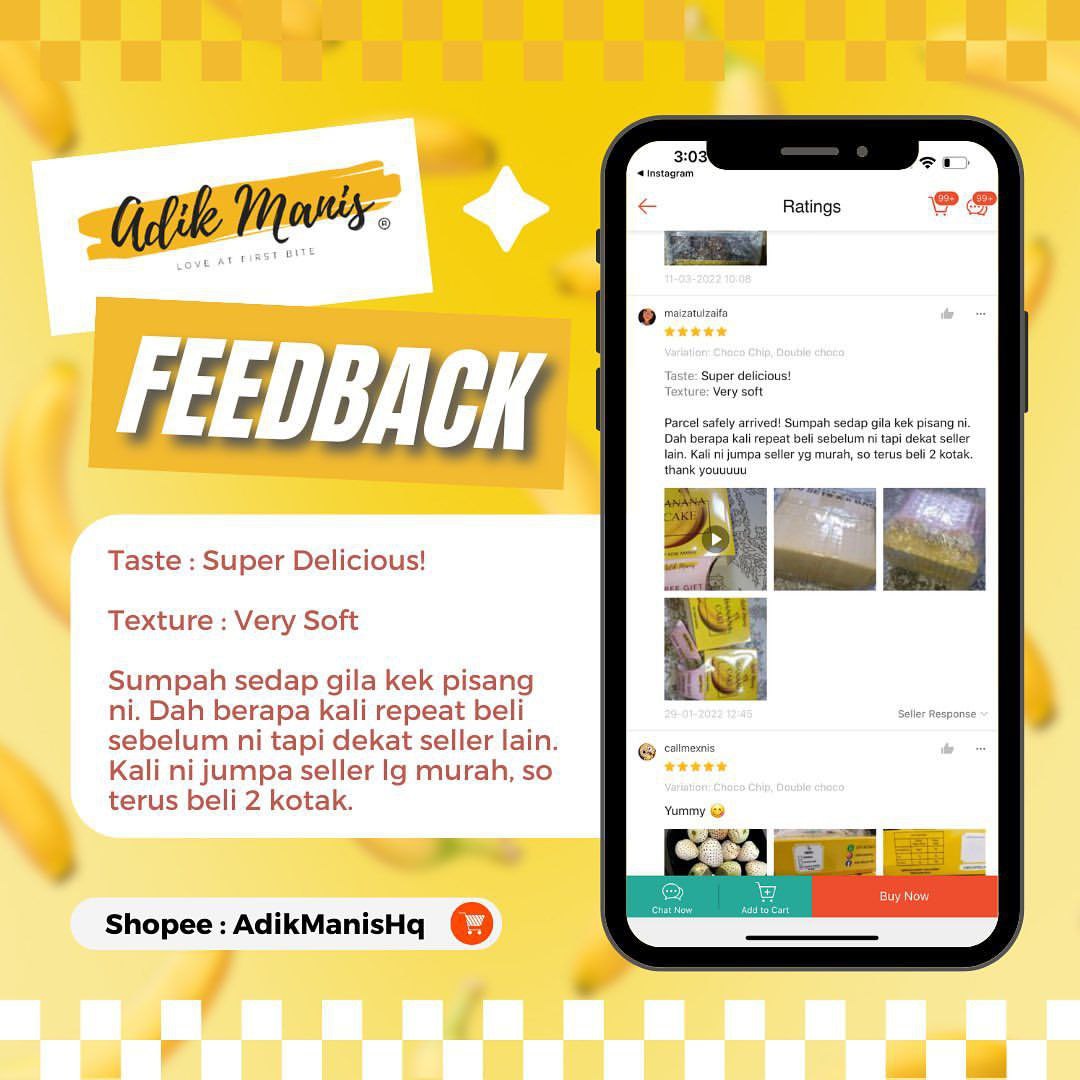 Adik Manis ®
LOVE AT FIRST BITE
FEEDBACK
Taste : Super Delicious!
Texture : Very Soft
Sumpah sedap gila kek pisang
ni. Dah berapa kali repeat beli
sebelum ni tapi dekat seller lain.
Kali ni jumpa seller lg murah, so
terus beli 2 kotak.
Shopee : AdikManisHq
3:03
Instagram
Ratings
99+
99+
11-03-2022 10:08
maizatulzaifa
Variation: Choco Chip, Double choco
Taste: Super delicious!
Texture: Very soft
Parcel safely arrived! Sumpah sedap gila kek pisang ni.
Dah berapa kali repeat beli sebelum ni tapi dekat seller
lain. Kali ni jumpa seller yg murah, so terus beli 2 kotak.
thank youuuuu
BANANA
CAKE
29-01-2022 12:45
Seller Response
callmexnis
Variation: Choco Chip, Double choco
Yummy 😋
Chat Now
Add to Cart
Buy Now